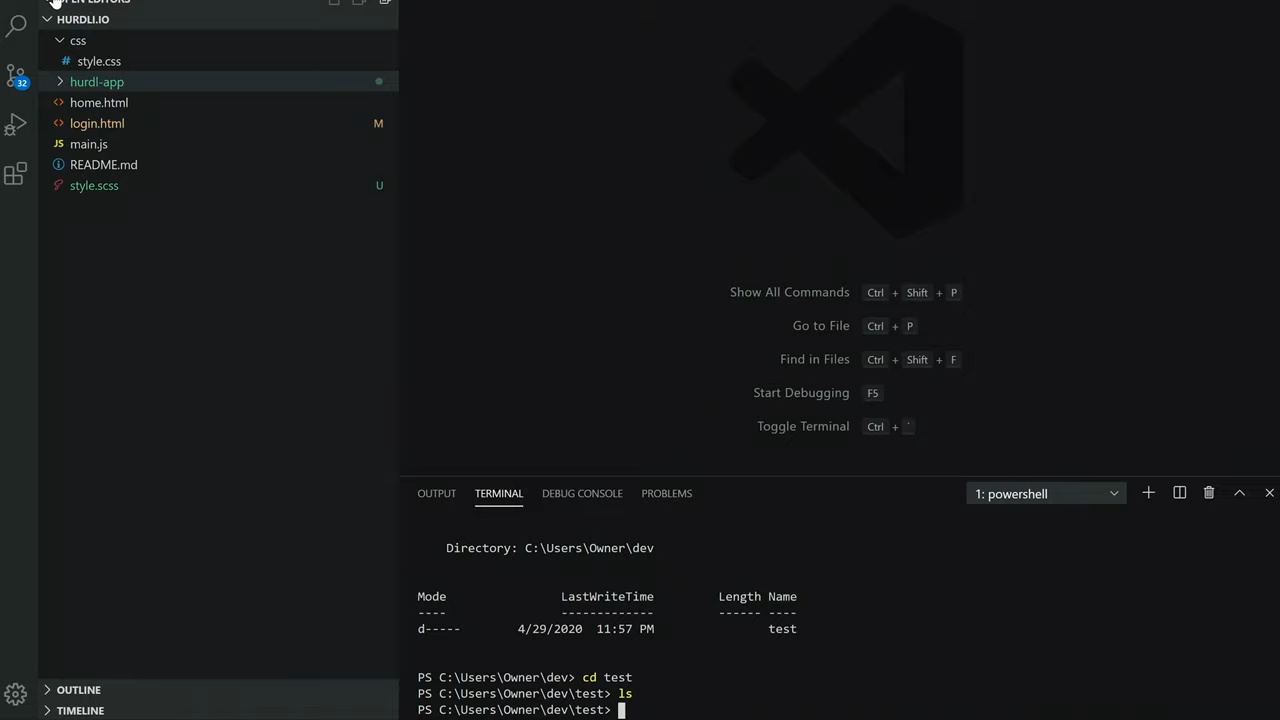 OPEN EDITORS
HURDLI.IO
css
# style.css
hurdl-app
<> home.html
<> login.html M
JS main.js
README.md
style.scss U
32
OUTLINE
TIMELINE
Show All Commands Ctrl + Shift + P
Go to File Ctrl + P
Find in Files Ctrl + Shift + F
Start Debugging F5
Toggle Terminal Ctrl + `
OUTPUT TERMINAL DEBUG CONSOLE PROBLEMS 1: powershell
Directory: C:\Users\Owner\dev
Mode LastWriteTime Length Name
---- ------------- ------ ----
d----- 4/29/2020 11:57 PM test
PS C:\Users\Owner\dev> cd test
PS C:\Users\Owner\dev\test> ls
PS C:\Users\Owner\dev\test>